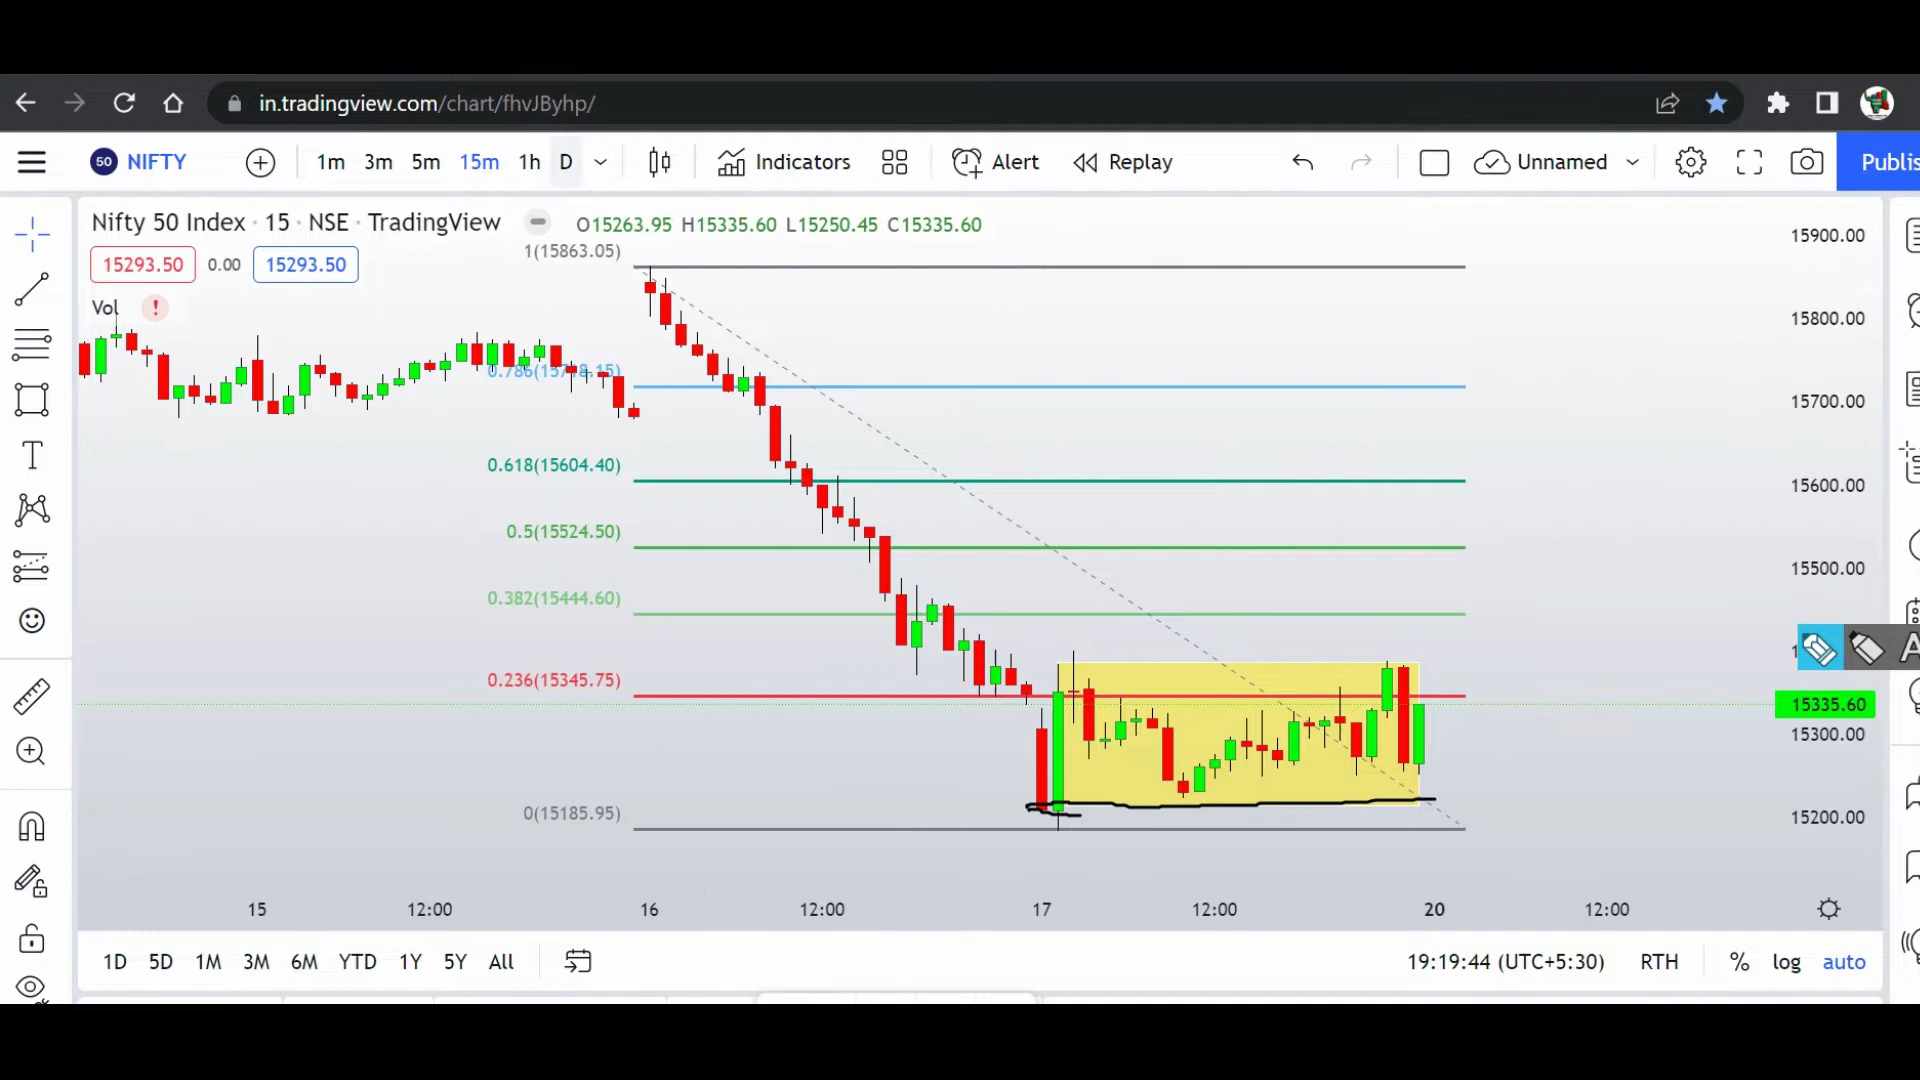 in.tradingview.com/chart/fhvJByhp/
50 NIFTY 1m 3m 5m 15m 1h D Indicators Alert Replay Unnamed Publis
Nifty 50 Index · 15 · NSE · TradingView O15263.95 H15335.60 L15250.45 C15335.60
15293.50 0.00 15293.50
Vol !
1(15863.05)
0.786(15718.15)
0.618(15604.40)
0.5(15524.50)
0.382(15444.60)
0.236(15345.75)
0(15185.95)
15900.00
15800.00
15700.00
15600.00
15500.00
A
15335.60
15300.00
15200.00
15 12:00 16 12:00 17 12:00 20 12:00
1D 5D 1M 3M 6M YTD 1Y 5Y All 19:19:44 (UTC+5:30) RTH % log auto